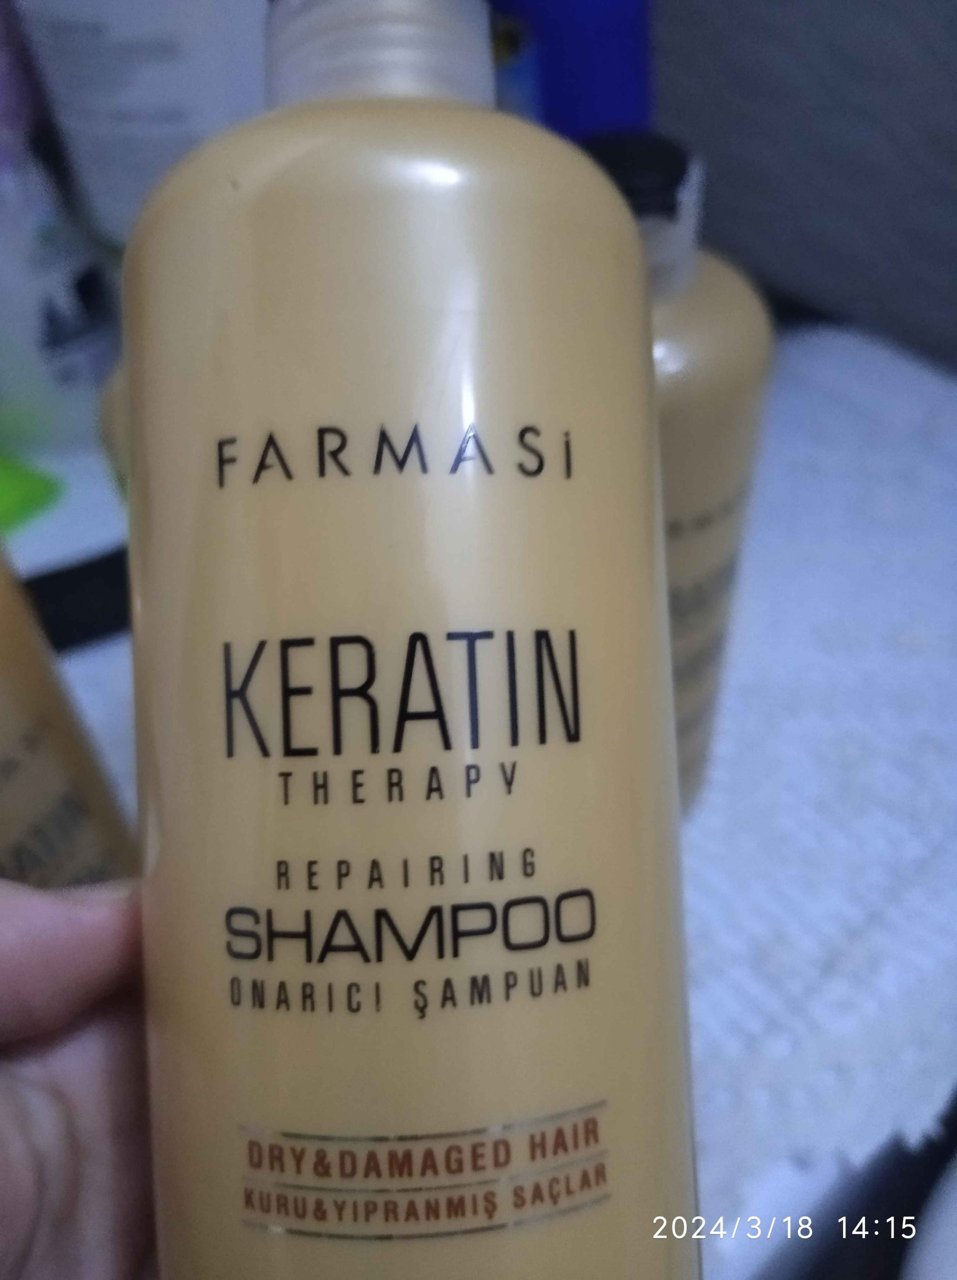 FARMASi
KERATIN
THERAPY
REPAIRING
SHAMPOO
ONARICI ŞAMPUAN
DRY&DAMAGED HAIR
KURU&YIPRANMIŞ SAÇLAR
2024/3/18 14:15